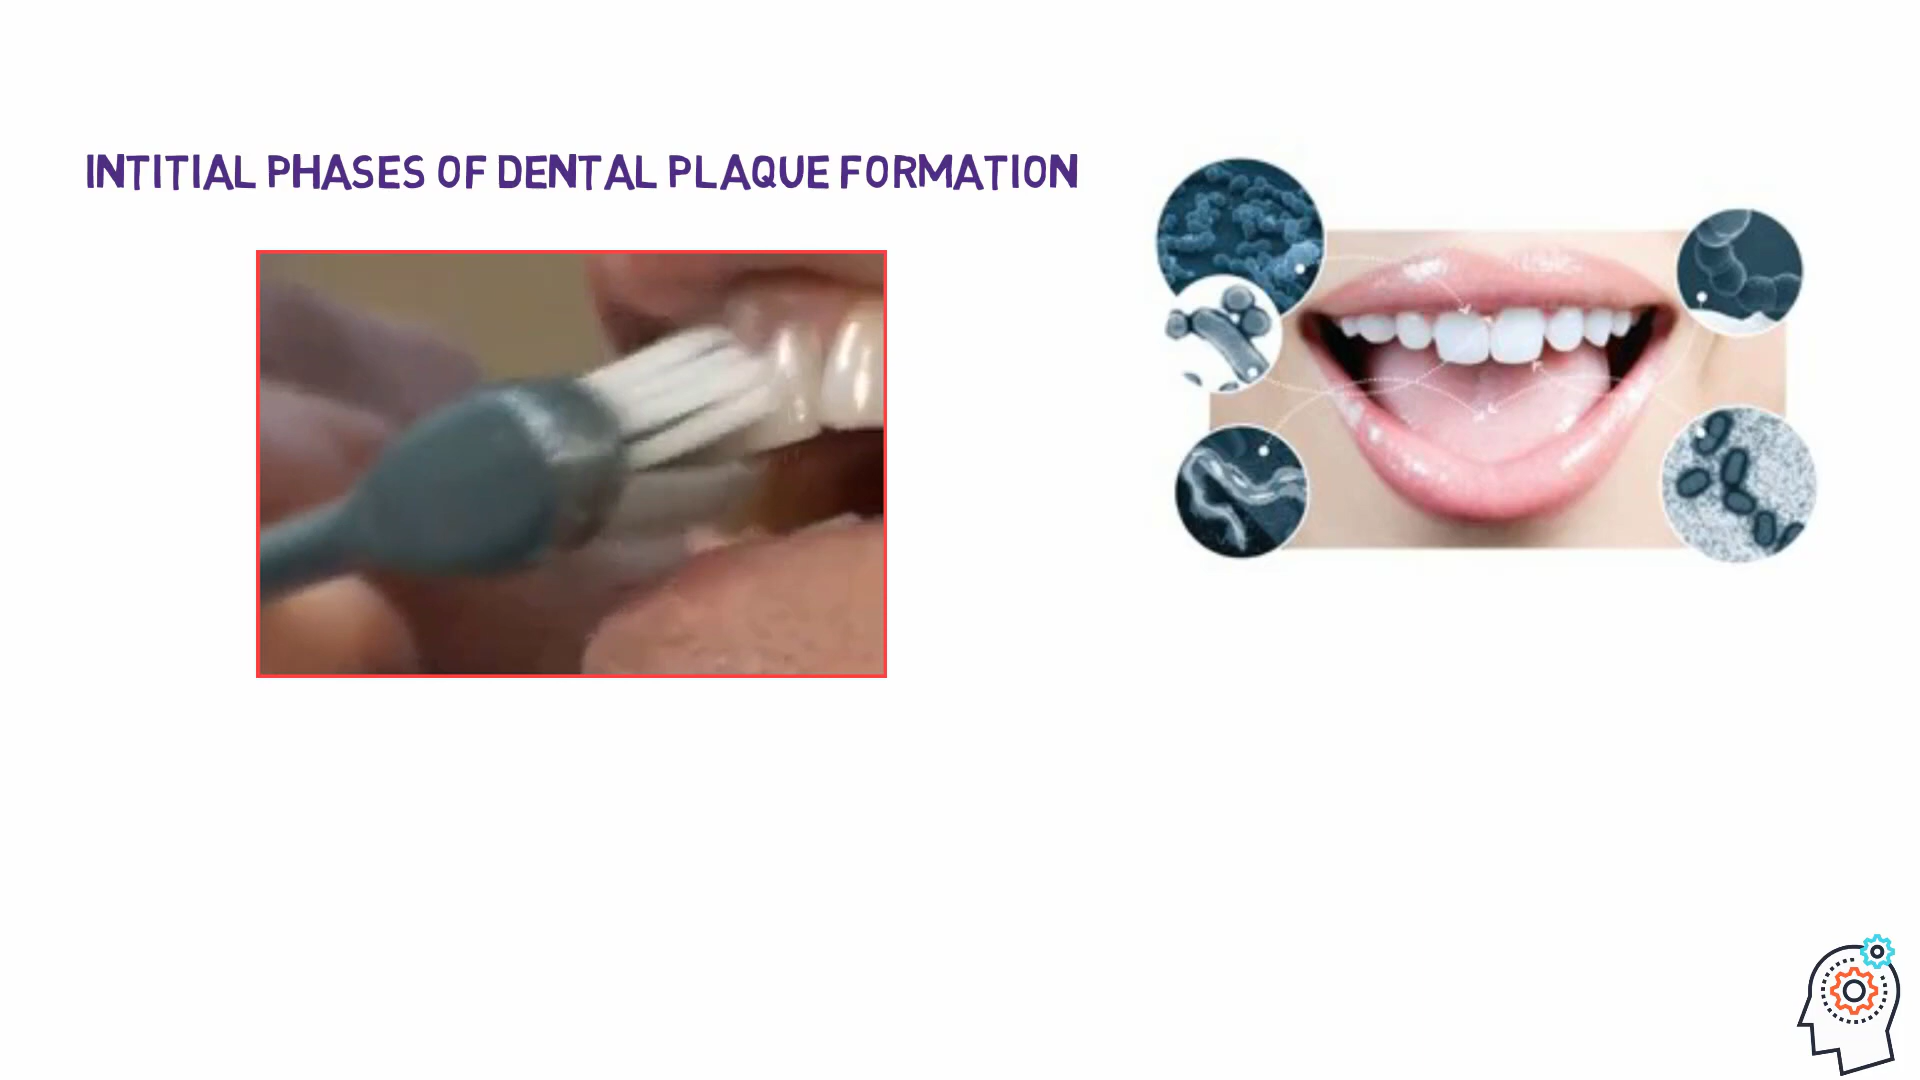 INTITIAL PHASES OF DENTAL PLAQUE FORMATION